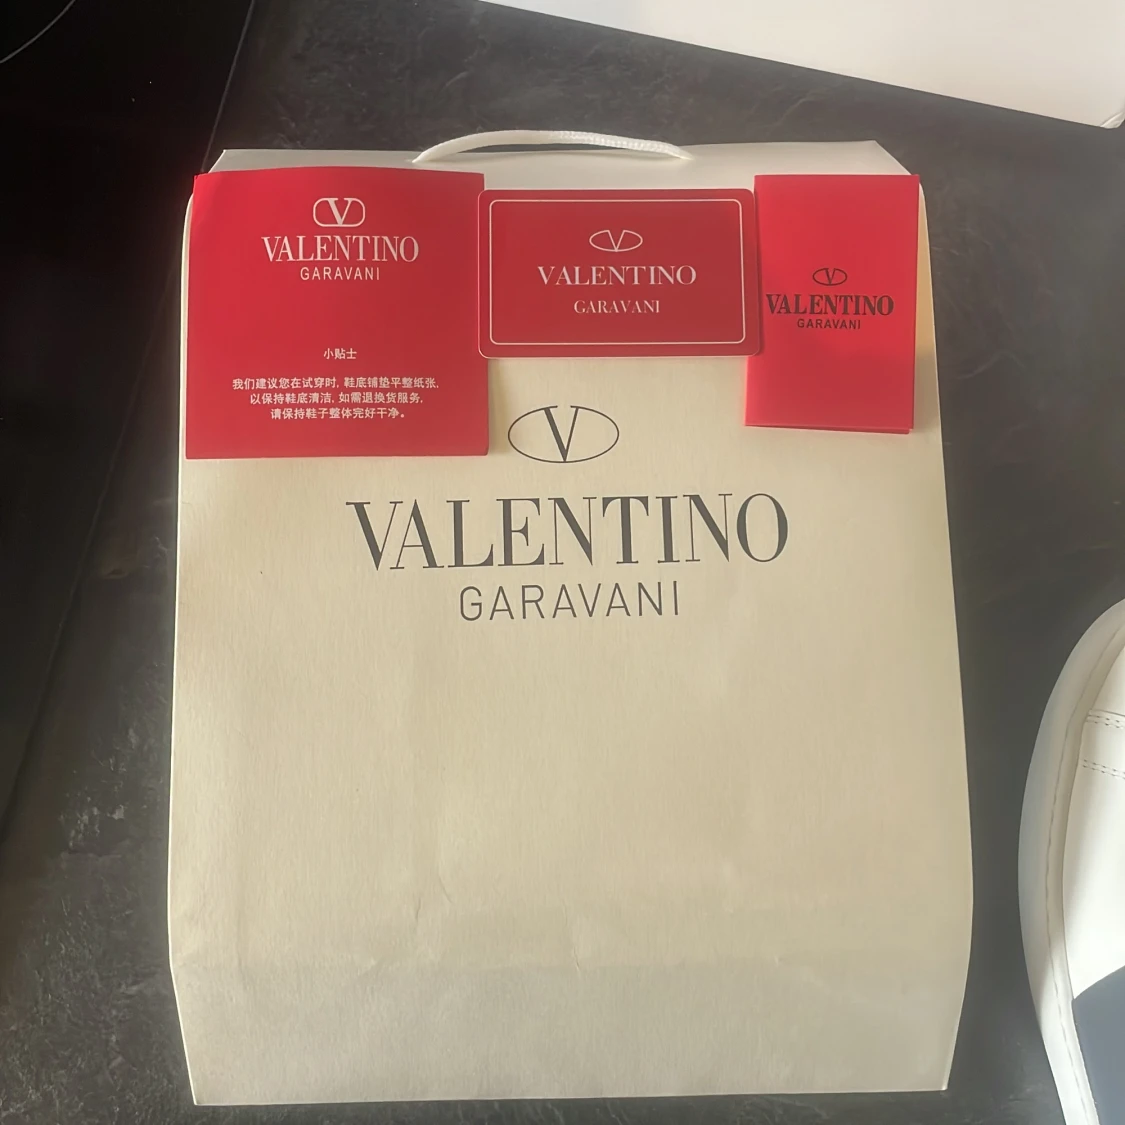 V
VALENTINO
GARAVANI
小贴士
我们建议您在试穿时, 鞋底铺垫平整纸张,
以保持鞋底清洁, 如需退换货服务,
请保持鞋子整体完好干净。
V
VALENTINO
GARAVANI
V
VALENTINO
GARAVANI
V
VALENTINO
GARAVANI